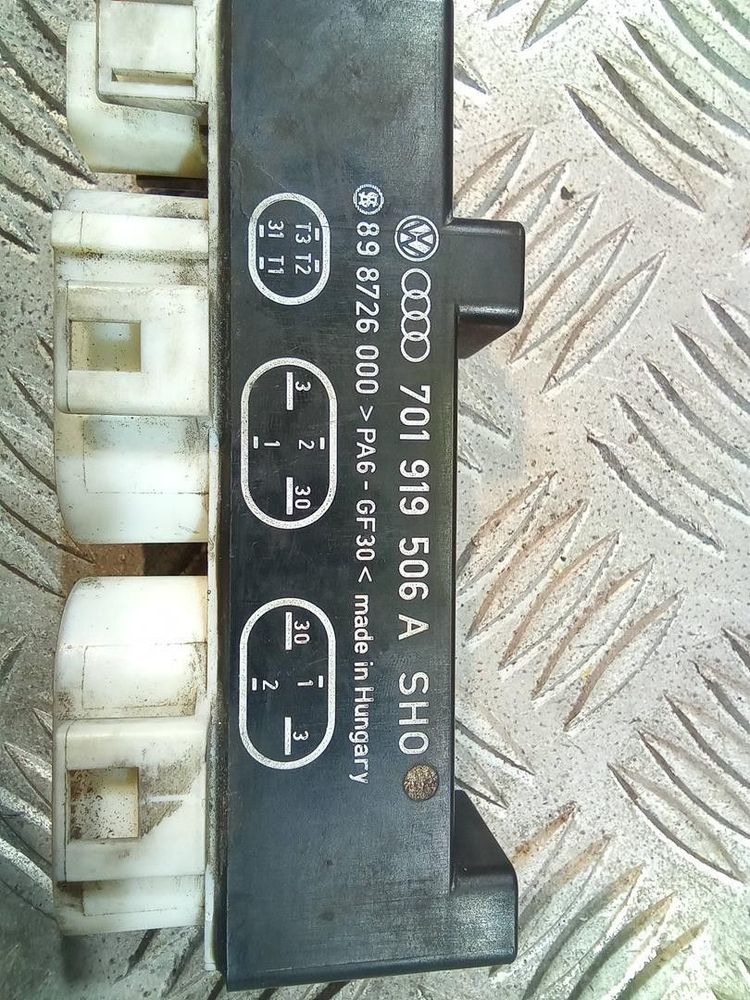 VW 701 919 506 A SHO
89 8726 000 > PA6 - GF30 < made in Hungary
T3 T2
31 T1
3 2 30
1
30 1 3
2